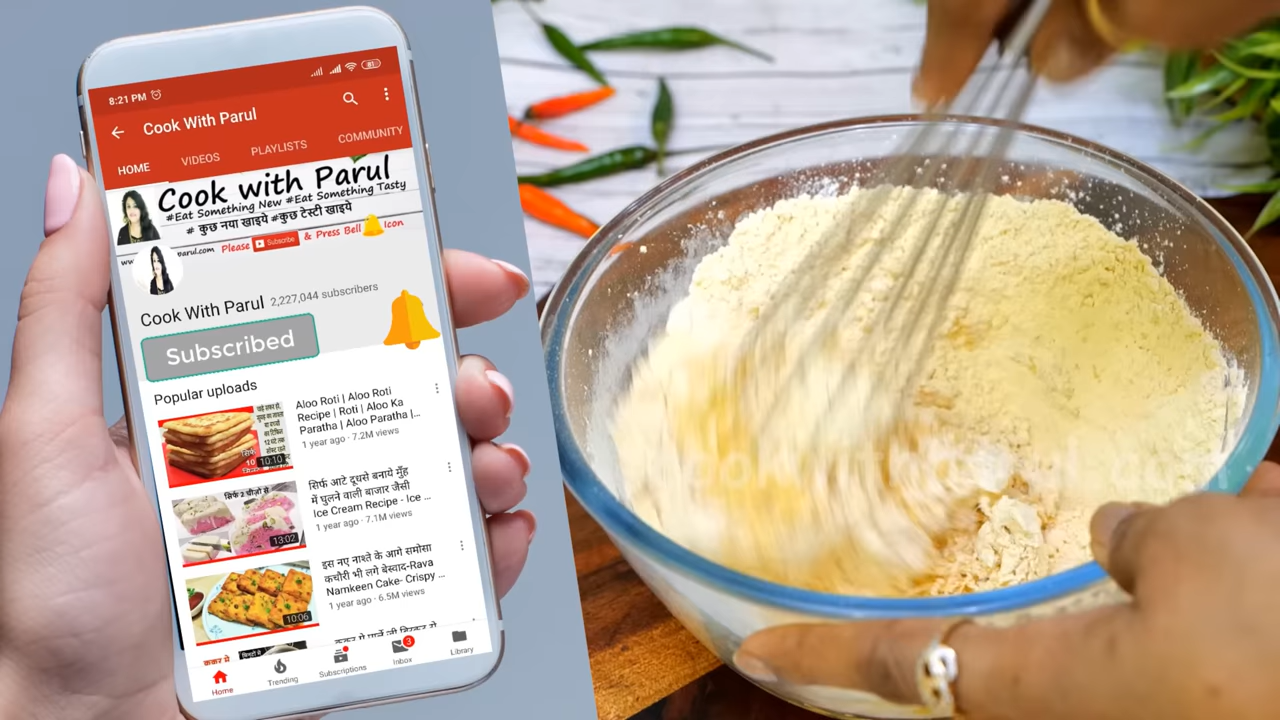 8:21 PM
81
Cook With Parul
HOME VIDEOS PLAYLISTS COMMUNITY
Cook with Parul
#Eat Something New #Eat Something Tasty
# कुछ नया खाइये #कुछ टेस्टी खाइये
Please Subscribe & Press Bell Icon
parul.com
Cook With Parul 2,227,044 subscribers
Subscribed
Popular uploads
Aloo Roti | Aloo Roti
Recipe | Roti | Aloo Ka
Paratha | Aloo Paratha |...
1 year ago · 7.2M views
10:10
सिर्फ 2 चीज़ो से
सिर्फ आटे दूधसे बनाये मुँह
में घुलने वाली बाजार जैसी
Ice Cream Recipe - Ice ...
1 year ago · 7.1M views
13:02
इस नए नाश्ते के आगे समोसा
कचौरी भी लगे बेस्वाद-Rava
Namkeen Cake- Crispy ...
1 year ago · 6.5M views
10:06
Home Trending Subscriptions Inbox 3 Library